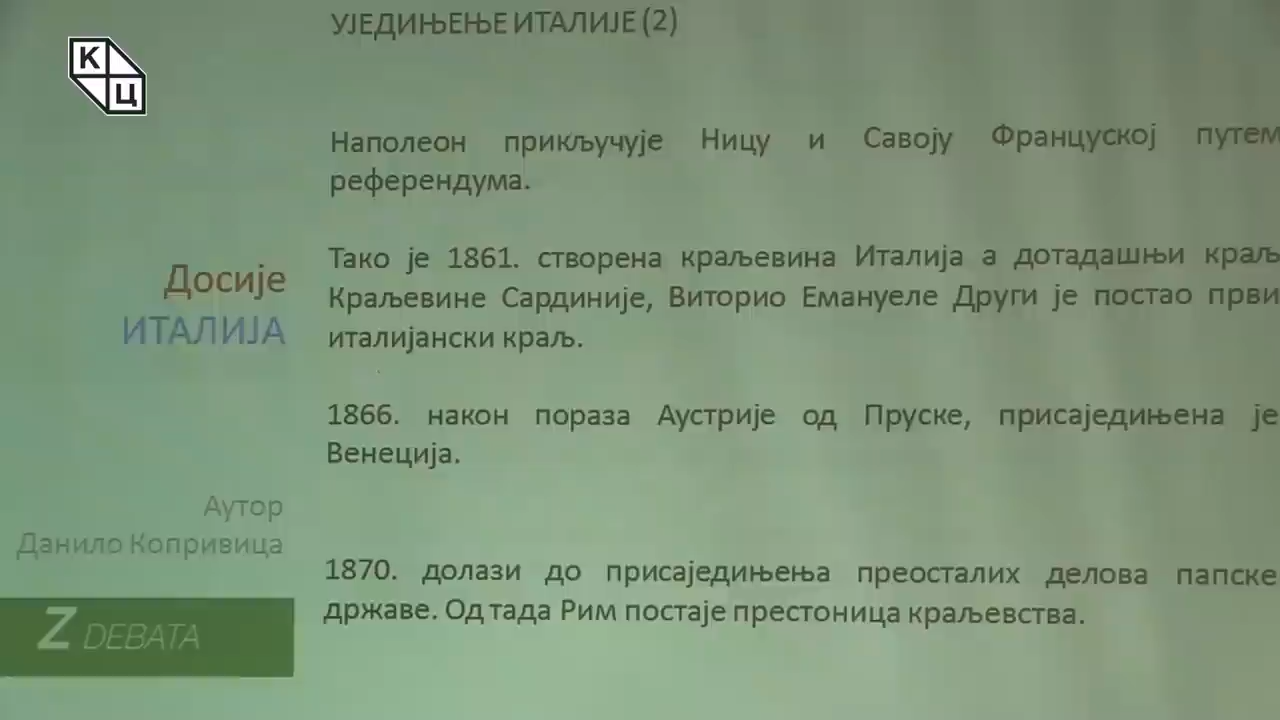 УЈЕДИЊЕЊЕ ИТАЛИЈЕ (2)
К
Ц
Наполеон прикључује Ницу и Савоју Француској путем
референдума.
Тако је 1861. створена краљевина Италија а дотадашњи краљ
Краљевине Сардиније, Виторио Емануеле Други је постао први
италијански краљ.
Досије
ИТАЛИЈА
1866. након пораза Аустрије од Пруске, присаједињена је
Венеција.
Аутор
Данило Копривица
1870. долази до присаједињења преосталих делова папске
државе. Од тада Рим постаје престоница краљевства.
Z DEBATA